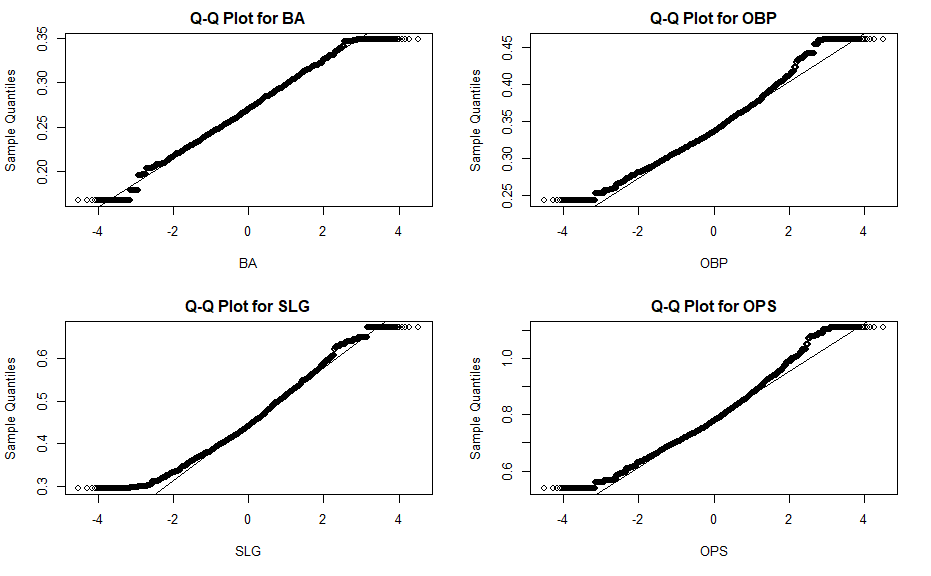 Q-Q Plot for BA
Sample Quantiles
0.20 0.25 0.30 0.35
-4 -2 0 2 4
BA
Q-Q Plot for OBP
Sample Quantiles
0.25 0.30 0.35 0.40 0.45
-4 -2 0 2 4
OBP
Q-Q Plot for SLG
Sample Quantiles
0.3 0.4 0.5 0.6
-4 -2 0 2 4
SLG
Q-Q Plot for OPS
Sample Quantiles
0.6 0.8 1.0
-4 -2 0 2 4
OPS